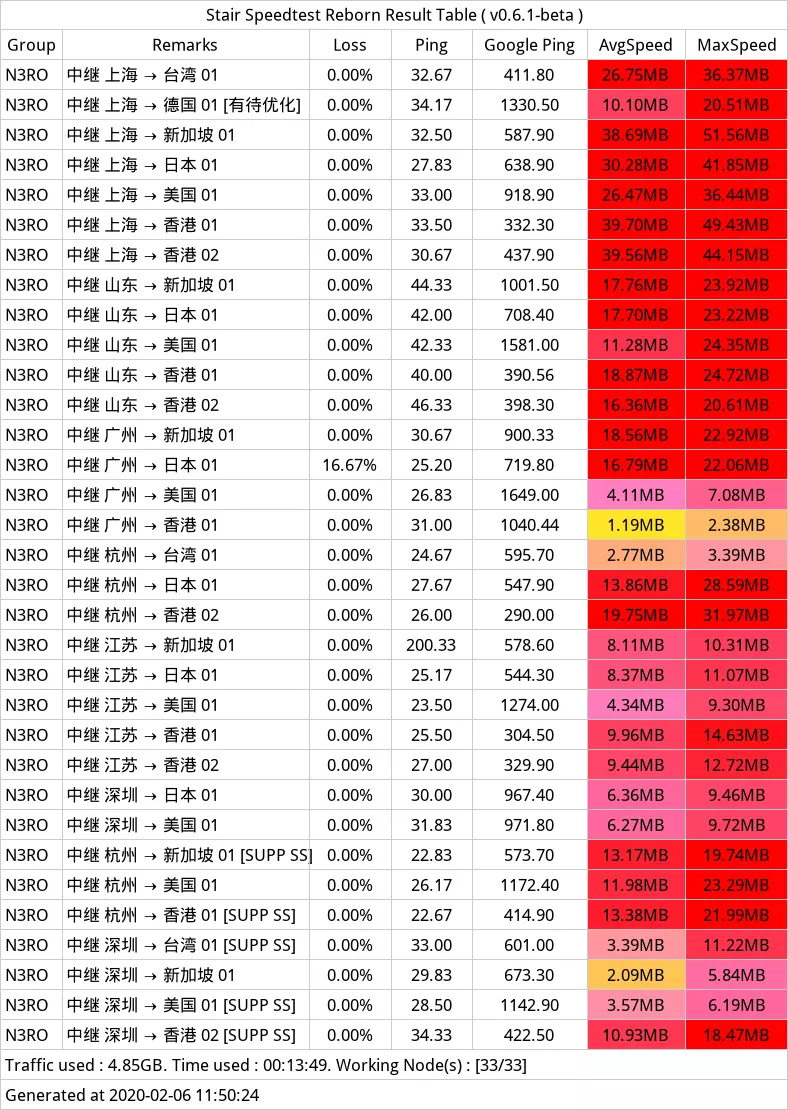 Stair Speedtest Reborn Result Table ( v0.6.1-beta )
Group Remarks Loss Ping Google Ping AvgSpeed MaxSpeed
N3RO 中继 上海 → 台湾 01 0.00% 32.67 411.80 26.75MB 36.37MB
N3RO 中继 上海 → 德国 01 [有待优化] 0.00% 34.17 1330.50 10.10MB 20.51MB
N3RO 中继 上海 → 新加坡 01 0.00% 32.50 587.90 38.69MB 51.56MB
N3RO 中继 上海 → 日本 01 0.00% 27.83 638.90 30.28MB 41.85MB
N3RO 中继 上海 → 美国 01 0.00% 33.00 918.90 26.47MB 36.44MB
N3RO 中继 上海 → 香港 01 0.00% 33.50 332.30 39.70MB 49.43MB
N3RO 中继 上海 → 香港 02 0.00% 30.67 437.90 39.56MB 44.15MB
N3RO 中继 山东 → 新加坡 01 0.00% 44.33 1001.50 17.76MB 23.92MB
N3RO 中继 山东 → 日本 01 0.00% 42.00 708.40 17.70MB 23.22MB
N3RO 中继 山东 → 美国 01 0.00% 42.33 1581.00 11.28MB 24.35MB
N3RO 中继 山东 → 香港 01 0.00% 40.00 390.56 18.87MB 24.72MB
N3RO 中继 山东 → 香港 02 0.00% 46.33 398.30 16.36MB 20.61MB
N3RO 中继 广州 → 新加坡 01 0.00% 30.67 900.33 18.56MB 22.92MB
N3RO 中继 广州 → 日本 01 16.67% 25.20 719.80 16.79MB 22.06MB
N3RO 中继 广州 → 美国 01 0.00% 26.83 1649.00 4.11MB 7.08MB
N3RO 中继 广州 → 香港 01 0.00% 31.00 1040.44 1.19MB 2.38MB
N3RO 中继 杭州 → 台湾 01 0.00% 24.67 595.70 2.77MB 3.39MB
N3RO 中继 杭州 → 日本 01 0.00% 27.67 547.90 13.86MB 28.59MB
N3RO 中继 杭州 → 香港 02 0.00% 26.00 290.00 19.75MB 31.97MB
N3RO 中继 江苏 → 新加坡 01 0.00% 200.33 578.60 8.11MB 10.31MB
N3RO 中继 江苏 → 日本 01 0.00% 25.17 544.30 8.37MB 11.07MB
N3RO 中继 江苏 → 美国 01 0.00% 23.50 1274.00 4.34MB 9.30MB
N3RO 中继 江苏 → 香港 01 0.00% 25.50 304.50 9.96MB 14.63MB
N3RO 中继 江苏 → 香港 02 0.00% 27.00 329.90 9.44MB 12.72MB
N3RO 中继 深圳 → 日本 01 0.00% 30.00 967.40 6.36MB 9.46MB
N3RO 中继 深圳 → 美国 01 0.00% 31.83 971.80 6.27MB 9.72MB
N3RO 中继 杭州 → 新加坡 01 [SUPP SS] 0.00% 22.83 573.70 13.17MB 19.74MB
N3RO 中继 杭州 → 美国 01 0.00% 26.17 1172.40 11.98MB 23.29MB
N3RO 中继 杭州 → 香港 01 [SUPP SS] 0.00% 22.67 414.90 13.38MB 21.99MB
N3RO 中继 深圳 → 台湾 01 [SUPP SS] 0.00% 33.00 601.00 3.39MB 11.22MB
N3RO 中继 深圳 → 新加坡 01 0.00% 29.83 673.30 2.09MB 5.84MB
N3RO 中继 深圳 → 美国 01 [SUPP SS] 0.00% 28.50 1142.90 3.57MB 6.19MB
N3RO 中继 深圳 → 香港 02 [SUPP SS] 0.00% 34.33 422.50 10.93MB 18.47MB
Traffic used : 4.85GB. Time used : 00:13:49. Working Node(s) : [33/33]
Generated at 2020-02-06 11:50:24